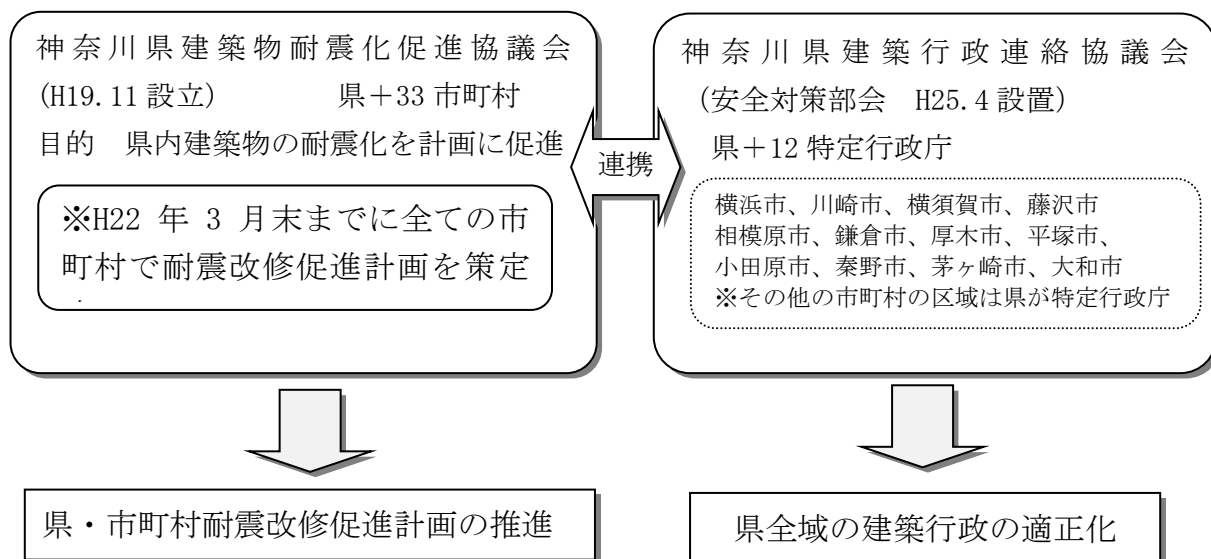 神奈川県建築物耐震化促進協議会
(H19.11 設立) 県＋33 市町村
目的 県内建築物の耐震化を計画に促進
※H22 年 3 月末までに全ての市
町村で耐震改修促進計画を策定
連携
神奈川県建築行政連絡協議会
(安全対策部会 H25.4 設置)
県＋12 特定行政庁
横浜市、川崎市、横須賀市、藤沢市
相模原市、鎌倉市、厚木市、平塚市、
小田原市、秦野市、茅ヶ崎市、大和市
※その他の市町村の区域は県が特定行政庁
県・市町村耐震改修促進計画の推進
県全域の建築行政の適正化